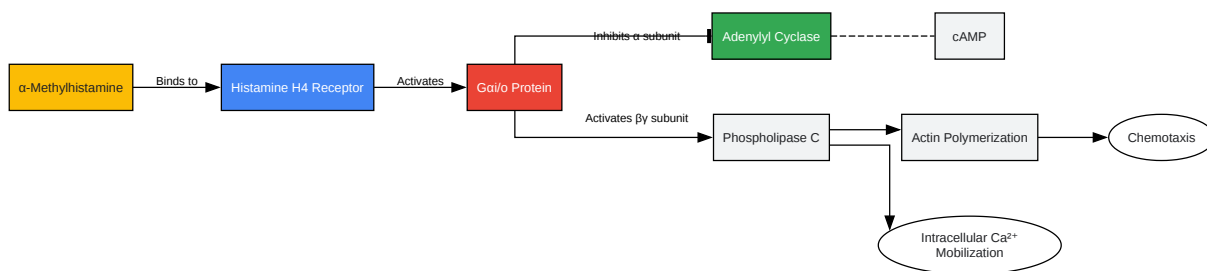 Inhibits α subunit
Adenylyl Cyclase
cAMP
α-Methylhistamine
Binds to
Histamine H4 Receptor
Activates
Gαi/o Protein
Activates βγ subunit
Phospholipase C
Actin Polymerization
Chemotaxis
Intracellular Ca²⁺
Mobilization